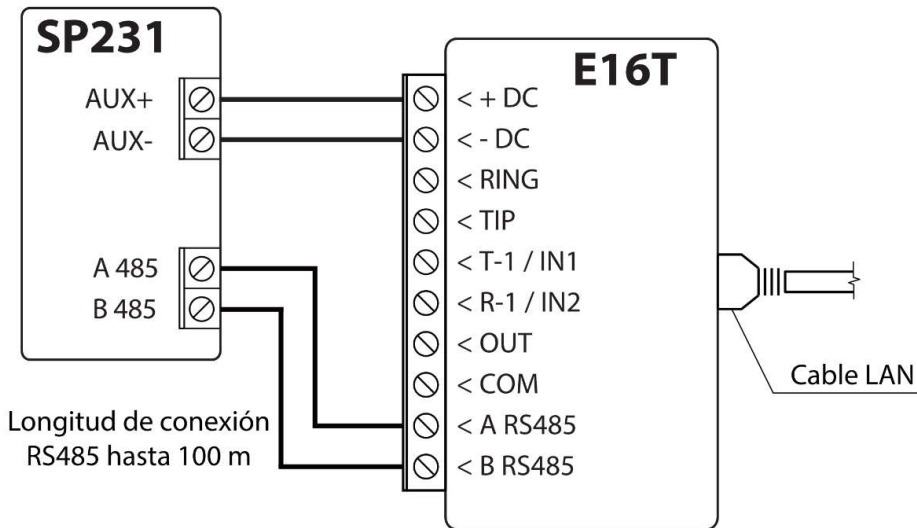 SP231
AUX+
AUX-
A 485
B 485
Longitud de conexión
RS485 hasta 100 m
E16T
< + DC
< - DC
< RING
< TIP
< T-1 / IN1
< R-1 / IN2
< OUT
< COM
< A RS485
< B RS485
Cable LAN